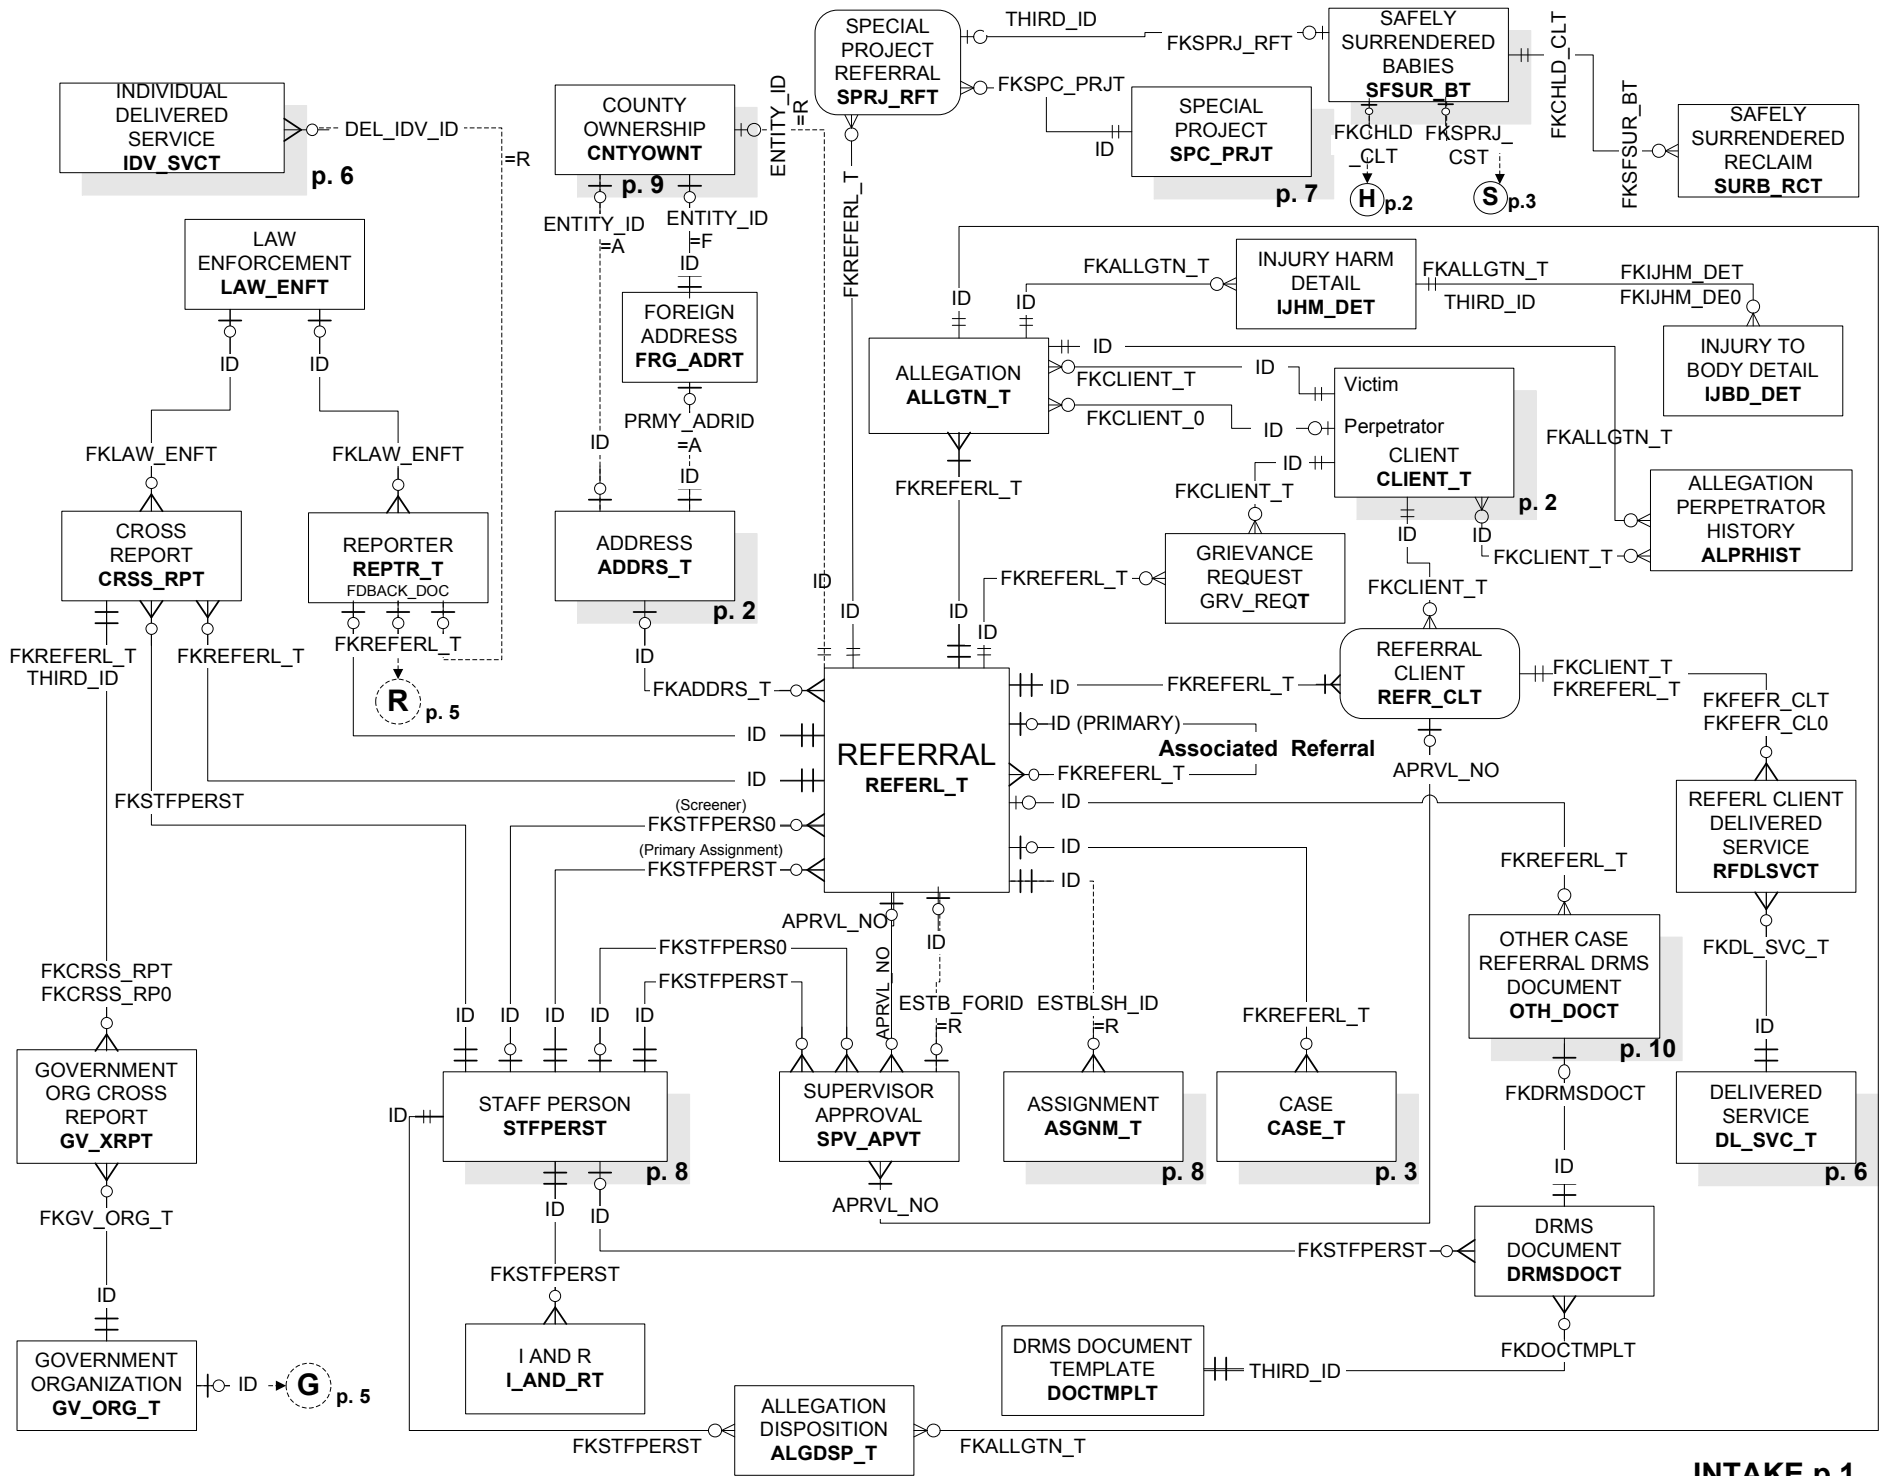 SPECIAL
PROJECT
REFERRAL
SPRJ_RFT
THIRD_ID
FKSPRJ_RFT
SAFELY
SURRENDERED
BABIES
SFSUR_BT
FKCHLD_CLT
FKSFSUR_BT
SAFELY
SURRENDERED
RECLAIM
SURB_RCT
FKSPC_PRJT
ID
SPECIAL
PROJECT
SPC_PRJT
p. 7
FKCHLD
_CLT
H
p.2
FKSPRJ_
CST
S
p.3
INDIVIDUAL
DELIVERED
SERVICE
IDV_SVCT
p. 6
DEL_IDV_ID
=R
COUNTY
OWNERSHIP
CNTYOWNT
p. 9
ENTITY_ID
=R
ENTITY_ID
=A
ENTITY_ID
=F
ID
FKREFERL_T
LAW
ENFORCEMENT
LAW_ENFT
ID
ID
FKLAW_ENFT
FKLAW_ENFT
FOREIGN
ADDRESS
FRG_ADRT
PRMY_ADRID
=A
ID
ID
CROSS
REPORT
CRSS_RPT
REPORTER
REPTR_T
FDBACK_DOC
ADDRESS
ADDRS_T
p. 2
FKREFERL_T
THIRD_ID
FKREFERL_T
FKREFERL_T
R
p. 5
ID
FKADDRS_T
ID
ID
ID
ID
ID
ID
ALLEGATION
ALLGTN_T
FKREFERL_T
ID
ID
FKALLGTN_T
INJURY HARM
DETAIL
IJHM_DET
FKALLGTN_T
THIRD_ID
FKIJHM_DET
FKIJHM_DE0
INJURY TO
BODY DETAIL
IJBD_DET
ID
FKCLIENT_T
ID
FKCLIENT_0
ID
Victim
Perpetrator
CLIENT
CLIENT_T
p. 2
ID
FKCLIENT_T
FKALLGTN_T
ALLEGATION
PERPETRATOR
HISTORY
ALPRHIST
ID
FKCLIENT_T
GRIEVANCE
REQUEST
GRV_REQT
FKREFERL_T
ID
ID
FKCLIENT_T
REFERRAL
CLIENT
REFR_CLT
FKCLIENT_T
FKREFERL_T
FKFEFR_CLT
FKFEFR_CL0
APRVL_NO
REFERRAL
REFERL_T
ID
FKREFERL_T
ID (PRIMARY)
Associated Referral
FKREFERL_T
ID
ID
ID
FKSTFPERST
(Screener)
FKSTFPERS0
(Primary Assignment)
FKSTFPERST
APRVL_NO
APRVL_NO
ID
ESTB_FORID
=R
ESTBLSH_ID
=R
FKREFERL_T
FKREFERL_T
REFERL CLIENT
DELIVERED
SERVICE
RFDLSVCT
FKDL_SVC_T
ID
OTHER CASE
REFERRAL DRMS
DOCUMENT
OTH_DOCT
p. 10
FKDRMSDOCT
ID
DELIVERED
SERVICE
DL_SVC_T
p. 6
FKSTFPERS0
FKSTFPERST
ID
ID
ID
ID
ID
FKCRSS_RPT
FKCRSS_RP0
GOVERNMENT
ORG CROSS
REPORT
GV_XRPT
FKGV_ORG_T
ID
GOVERNMENT
ORGANIZATION
GV_ORG_T
ID
G
p. 5
ID
STAFF PERSON
STFPERST
p. 8
SUPERVISOR
APPROVAL
SPV_APVT
APRVL_NO
ASSIGNMENT
ASGNM_T
p. 8
CASE
CASE_T
p. 3
ID
ID
FKSTFPERST
I AND R
I_AND_RT
FKSTFPERST
DRMS
DOCUMENT
DRMSDOCT
FKDOCTMPLT
DRMS DOCUMENT
TEMPLATE
DOCTMPLT
THIRD_ID
FKSTFPERST
ALLEGATION
DISPOSITION
ALGDSP_T
FKALLGTN_T
INTAKE p.1